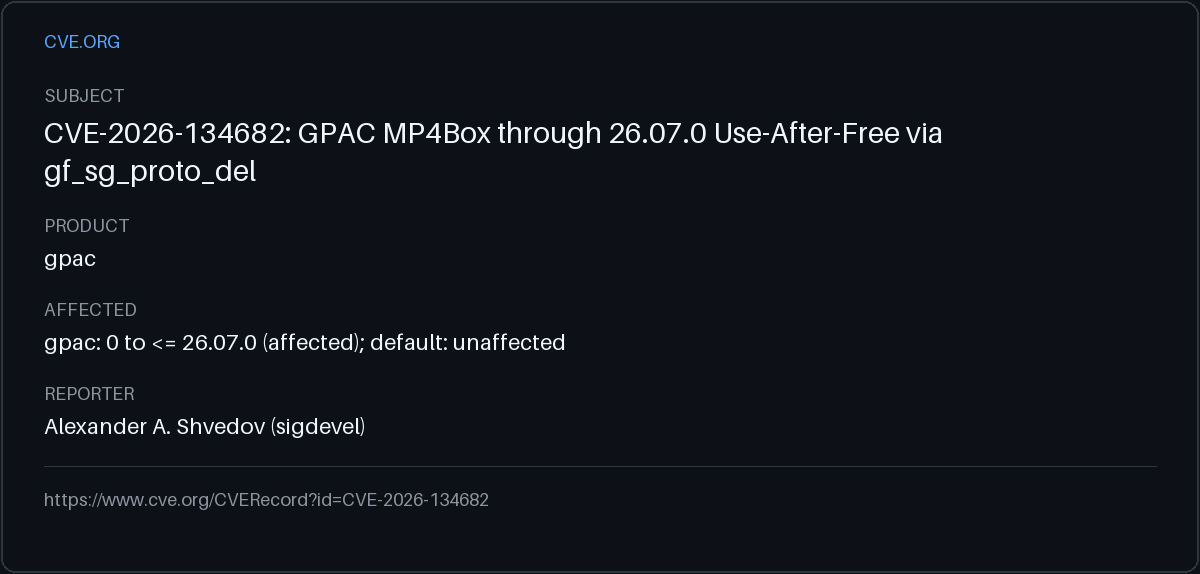 CVE.ORG
SUBJECT
CVE-2026-134682: GPAC MP4Box through 26.07.0 Use-After-Free via
gf_sg_proto_del
PRODUCT
gpac
AFFECTED
gpac: 0 to <= 26.07.0 (affected); default: unaffected
REPORTER
Alexander A. Shvedov (sigdevel)
https://www.cve.org/CVERecord?id=CVE-2026-134682